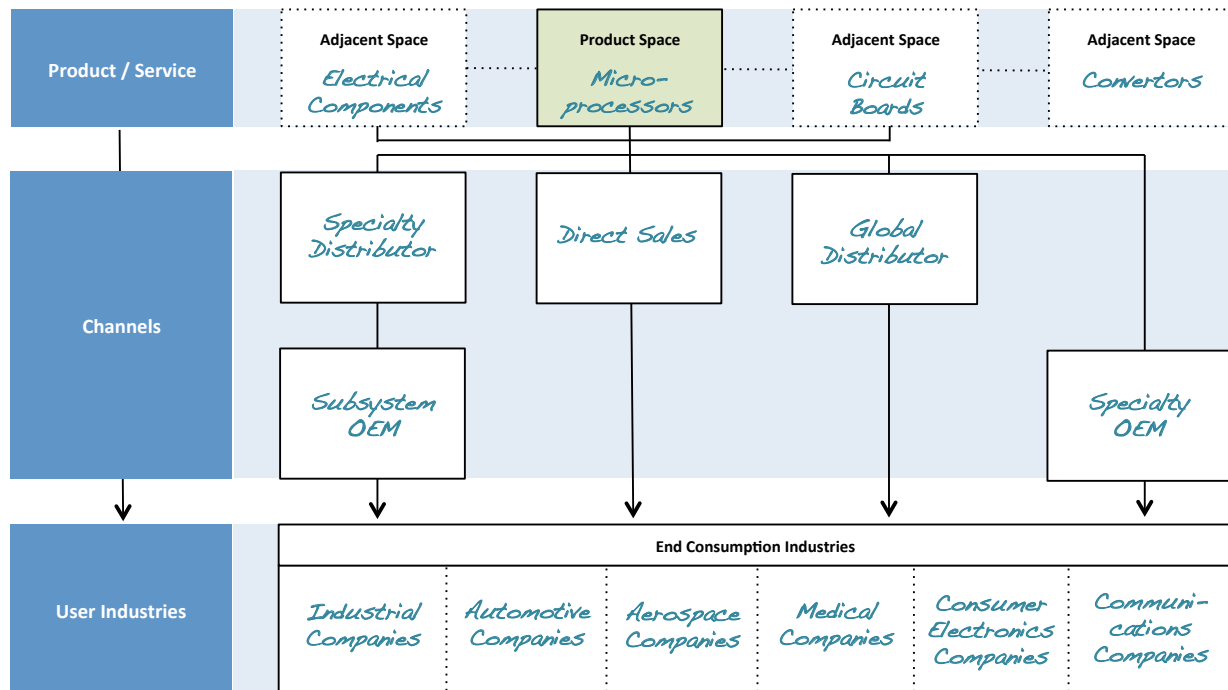 Product / Service
Adjacent Space
Electrical
Components
Product Space
Micro-
processors
Adjacent Space
Circuit
Boards
Adjacent Space
Convertors
Channels
Specialty
Distributor
Direct Sales
Global
Distributor
Subsystem
OEM
Specialty
OEM
User Industries
End Consumption Industries
Industrial
Companies
Automotive
Companies
Aerospace
Companies
Medical
Companies
Consumer
Electronics
Companies
Communi-
cations
Companies